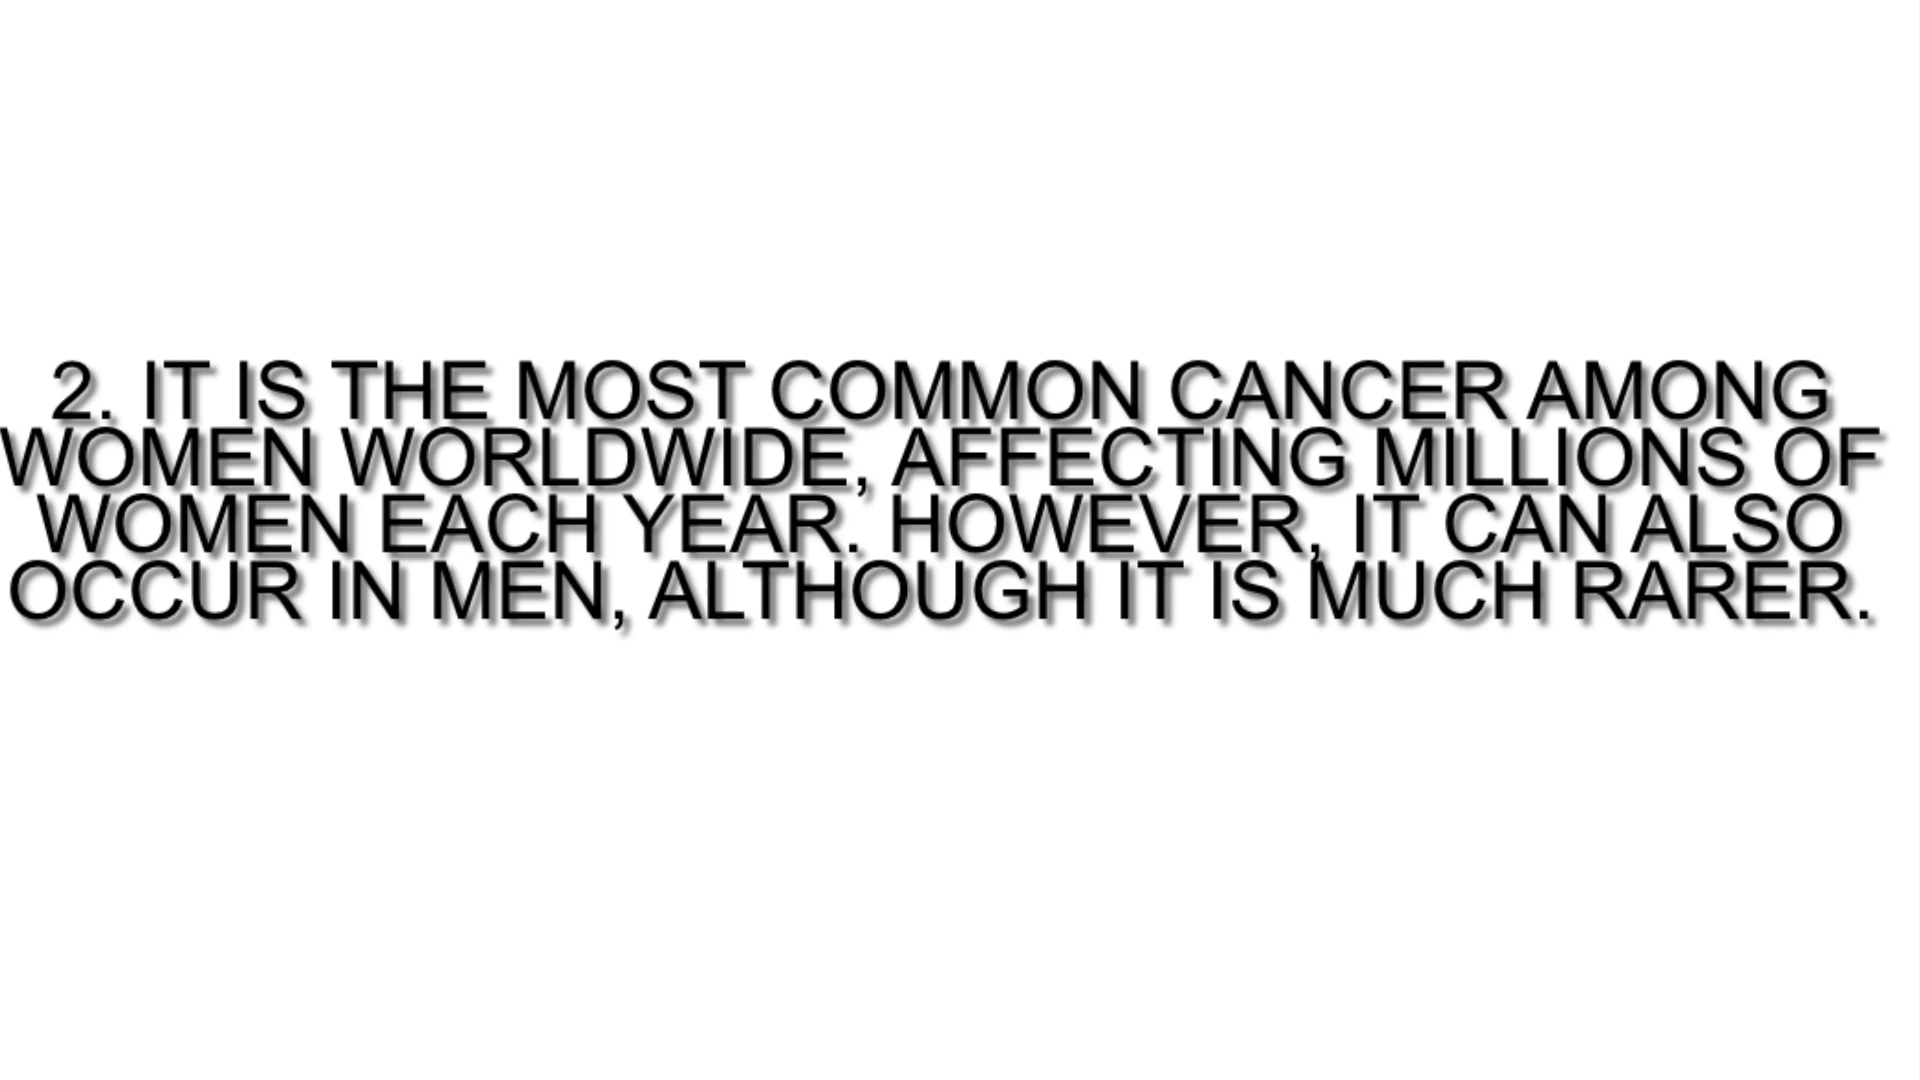 2. IT IS THE MOST COMMON CANCER AMONG
WOMEN WORLDWIDE, AFFECTING MILLIONS OF
WOMEN EACH YEAR. HOWEVER, IT CAN ALSO
OCCUR IN MEN, ALTHOUGH IT IS MUCH RARER.